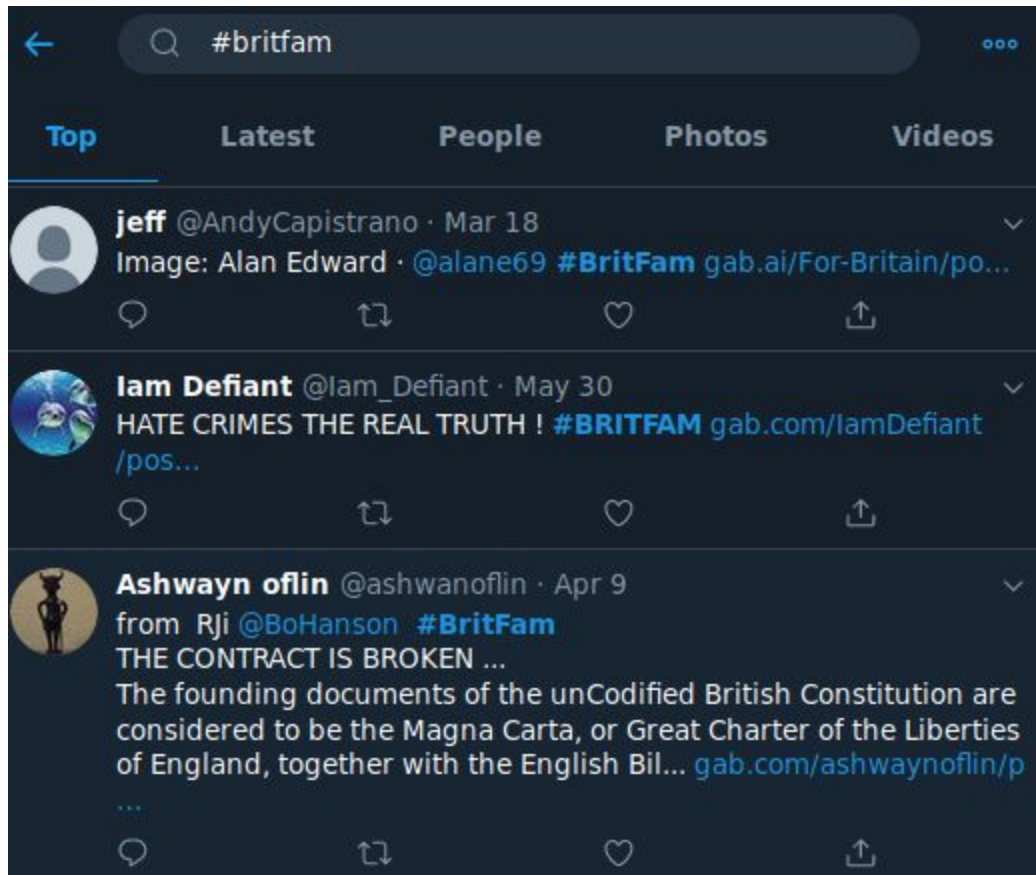 #britfam
Top Latest People Photos Videos
jeff @AndyCapistrano · Mar 18
Image: Alan Edward · @alane69 #BritFam gab.ai/For-Britain/po...
Iam Defiant @Iam_Defiant · May 30
HATE CRIMES THE REAL TRUTH ! #BRITFAM gab.com/IamDefiant
/pos...
Ashwayn oflin @ashwanoflin · Apr 9
from RJi @BoHanson #BritFam
THE CONTRACT IS BROKEN ...
The founding documents of the unCodified British Constitution are
considered to be the Magna Carta, or Great Charter of the Liberties
of England, together with the English Bil... gab.com/ashwaynoflin/p
...